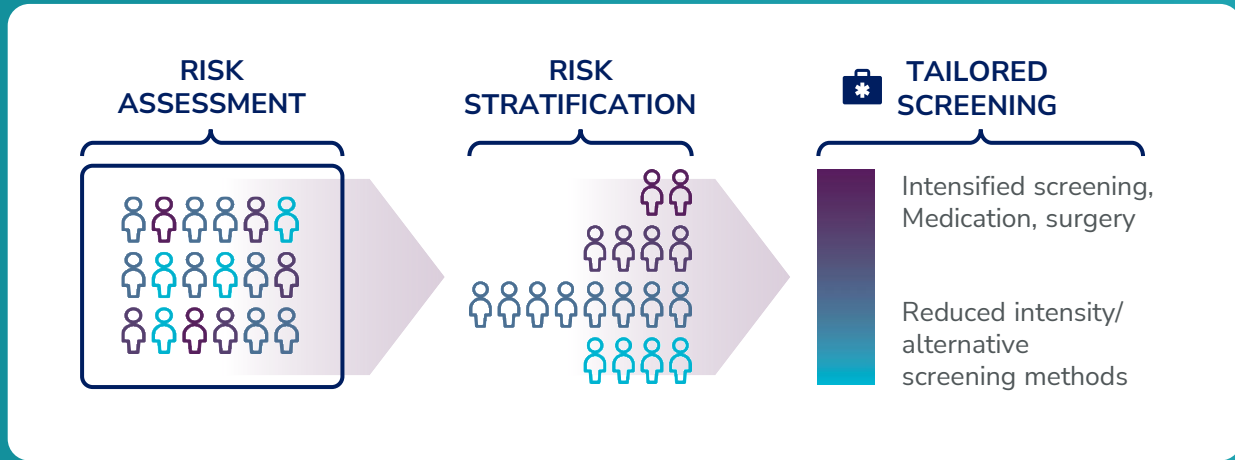 RISK
ASSESSMENT
RISK
STRATIFICATION
TAILORED
SCREENING
Intensified screening,
Medication, surgery
Reduced intensity/
alternative
screening methods